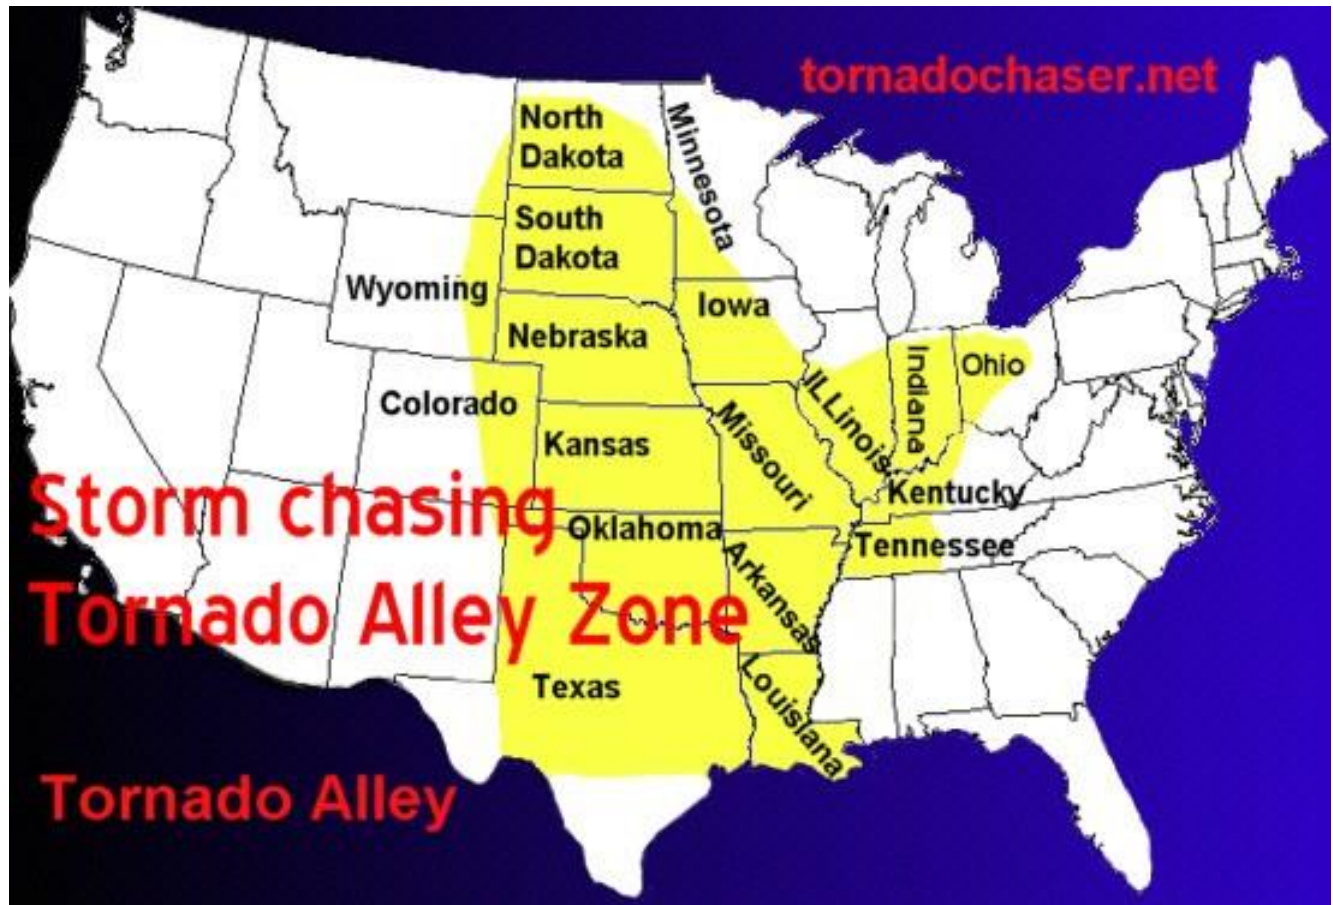 tornadochaser.net
North
Dakota
Minnesota
South
Dakota
Wyoming
Iowa
Nebraska
Indiana
Ohio
Colorado
ILLinois
Missouri
Kansas
Kentucky
Storm chasing
Oklahoma
Tennessee
Arkansas
Tornado Alley Zone
Texas
Louisiana
Tornado Alley